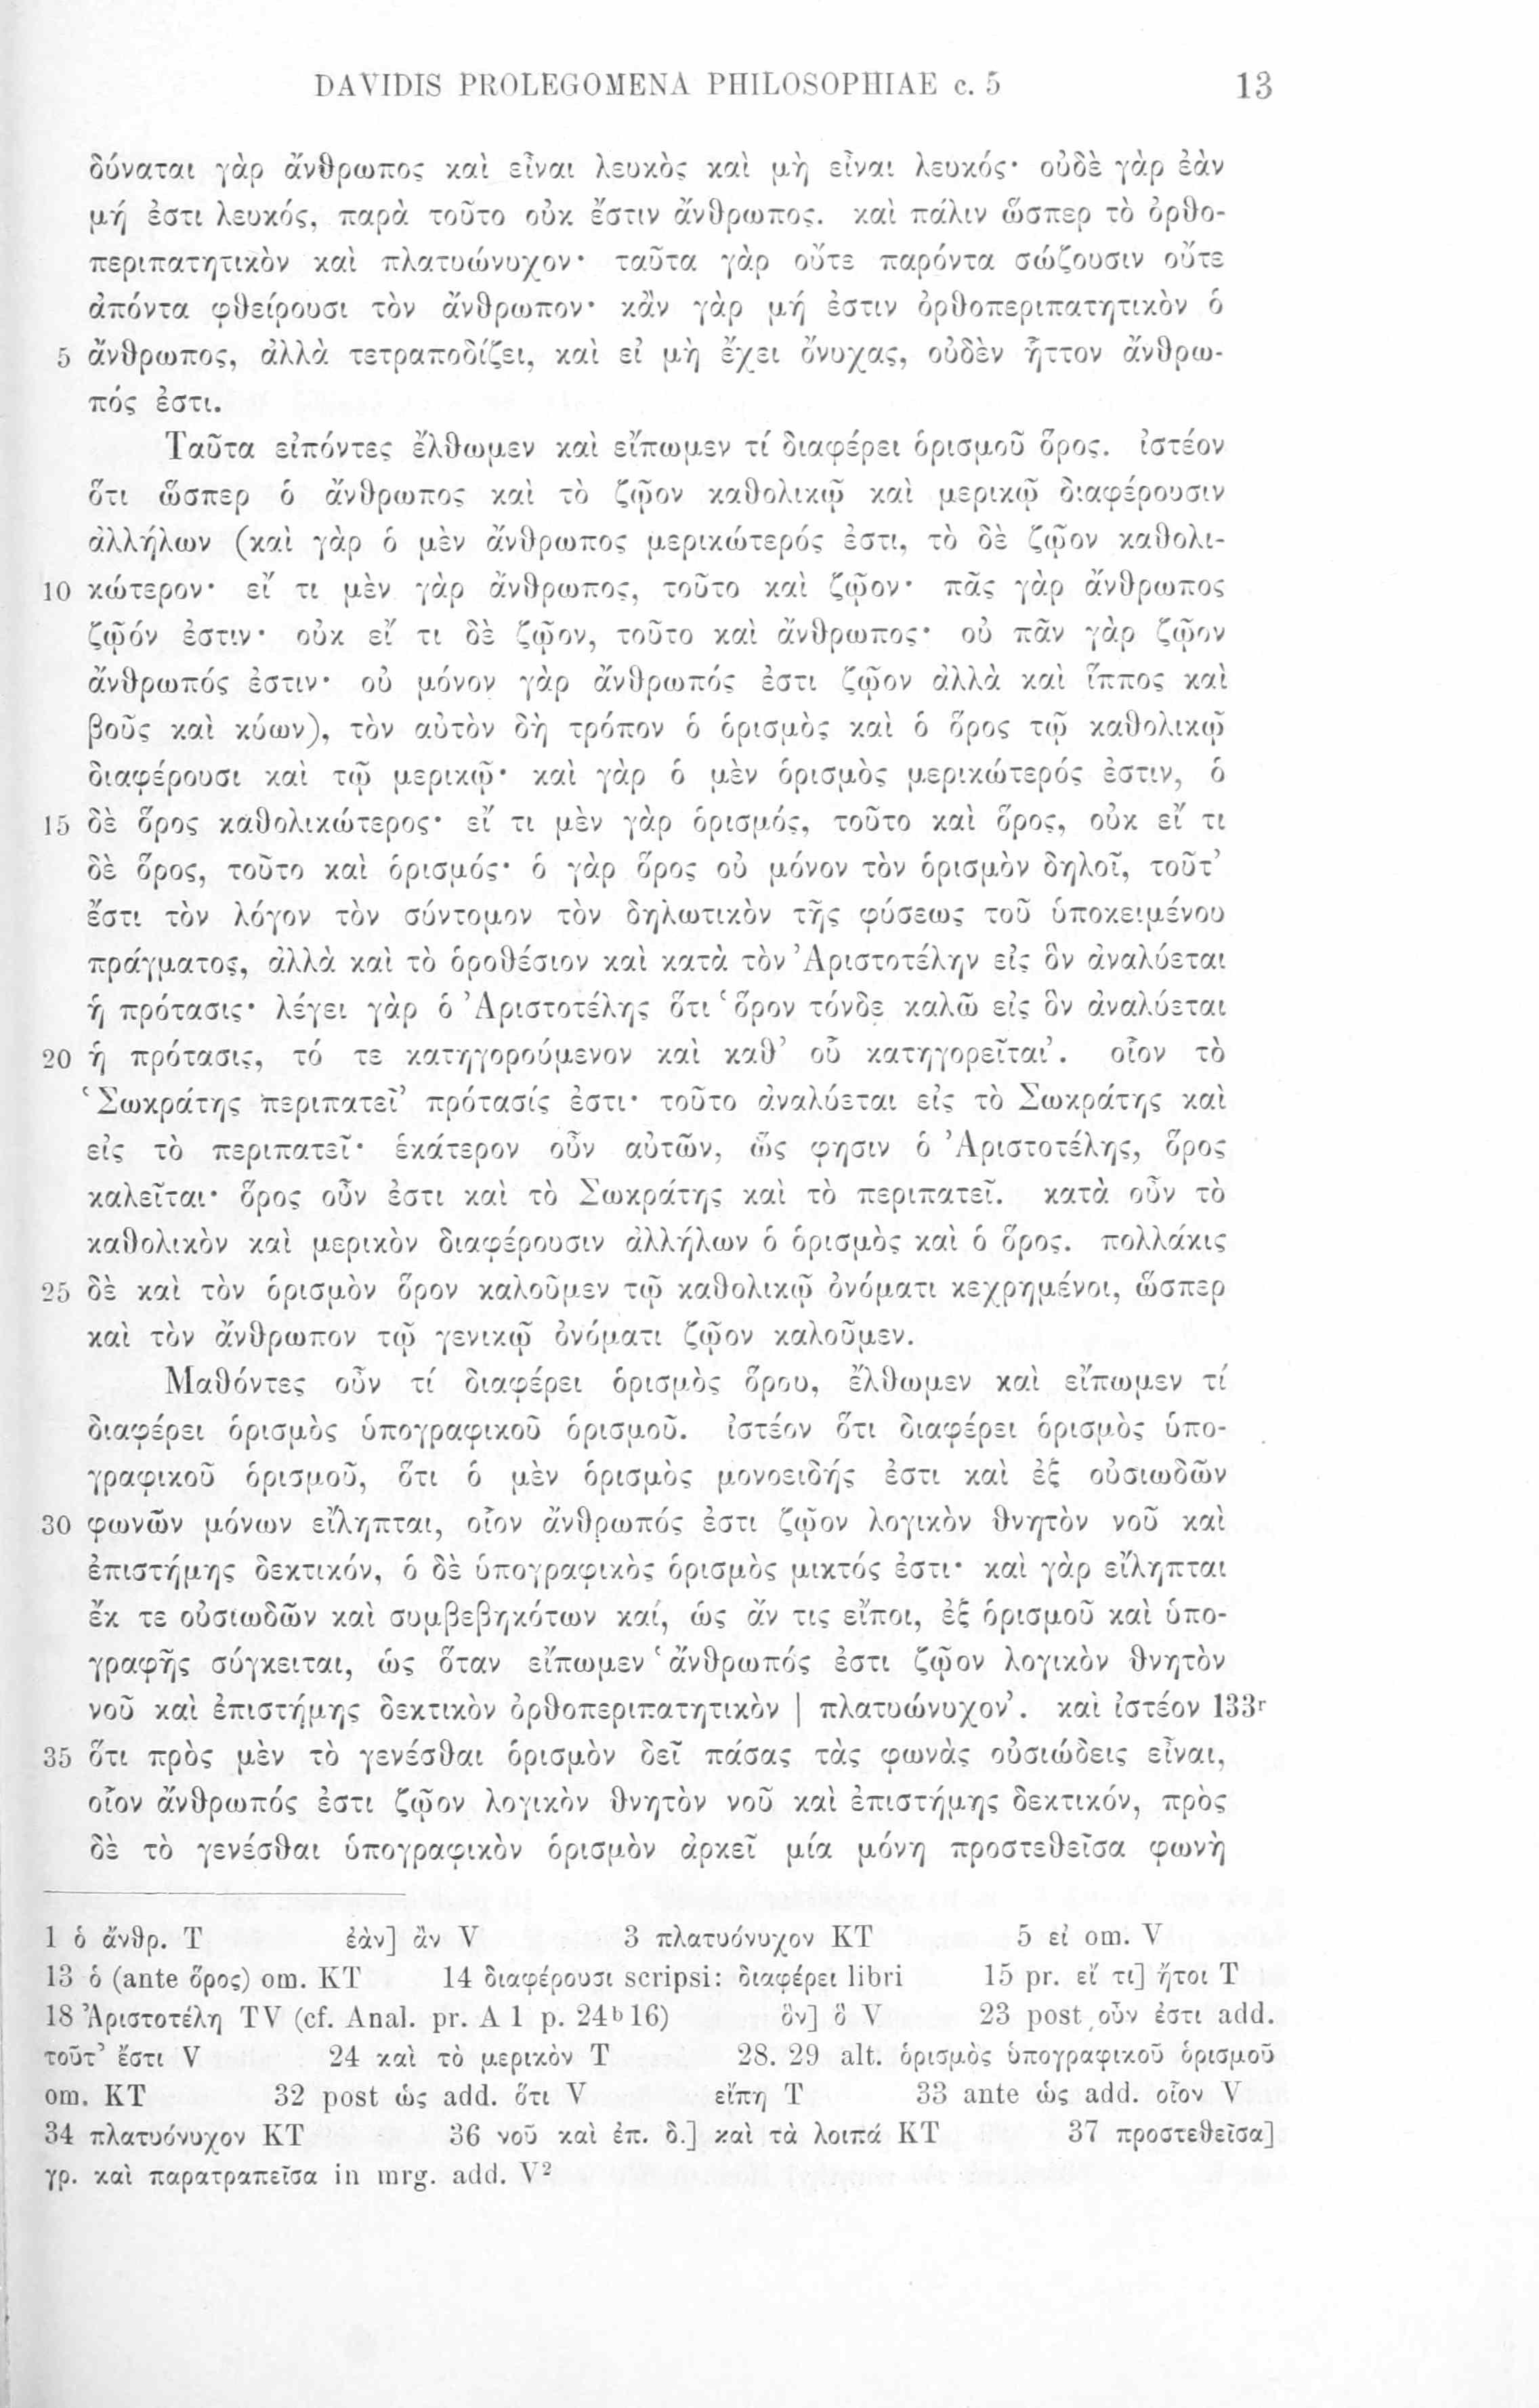 DAVIDIS PROLEGOMENA PHILOSOPHIAE c. 5 13
δύναται γὰρ ἄνθρωπος καὶ εἶναι λευκὸς καὶ μὴ εἶναι λευκός· οὐδὲ γὰρ ἐὰν
μή ἐστι λευκός, παρὰ τοῦτο οὐκ ἔστιν ἄνθρωπος. καὶ πάλιν ὥσπερ τὸ ὀρθο-
περιπατητικὸν καὶ πλατυώνυχον· ταῦτα γὰρ οὔτε παρόντα σώζουσιν οὔτε
ἀπόντα φθείρουσι τὸν ἄνθρωπον· κἂν γὰρ μή ἐστιν ὀρθοπεριπατητικὸν ὁ
5 ἄνθρωπος, ἀλλὰ τετραποδίζει, καὶ εἰ μὴ ἔχει ὄνυχας, οὐδὲν ἧττον ἄνθρω-
πός ἐστι.
Ταῦτα εἰπόντες ἔλθωμεν καὶ εἴπωμεν τί διαφέρει ὁρισμοῦ ὅρος. ἰστέον
ὅτι ὥσπερ ὁ ἄνθρωπος καὶ τὸ ζῷον καθολικῷ καὶ μερικῷ διαφέρουσιν
ἀλλήλων (καὶ γὰρ ὁ μὲν ἄνθρωπος μερικώτερός ἐστι, τὸ δὲ ζῷον καθολι-
10 κώτερον· εἴ τι μὲν γὰρ ἄνθρωπος, τοῦτο καὶ ζῷον· πᾶς γὰρ ἄνθρωπος
ζῷόν ἐστιν· οὐκ εἴ τι δὲ ζῷον, τοῦτο καὶ ἄνθρωπος· οὐ πᾶν γὰρ ζῷον
ἄνθρωπός ἐστιν· οὐ μόνον γὰρ ἄνθρωπός ἐστι ζῷον ἀλλὰ καὶ ἵππος καὶ
βοῦς καὶ κύων), τὸν αὐτὸν δὴ τρόπον ὁ ὁρισμὸς καὶ ὁ ὅρος τῷ καθολικῷ
διαφέρουσι καὶ τῷ μερικῷ· καὶ γὰρ ὁ μὲν ὁρισμὸς μερικώτερός ἐστιν, ὁ
15 δὲ ὅρος καθολικώτερος· εἴ τι μὲν γὰρ ὁρισμός, τοῦτο καὶ ὅρος, οὐκ εἴ τι
δὲ ὅρος, τοῦτο καὶ ὁρισμός· ὁ γὰρ ὅρος οὐ μόνον τὸν ὁρισμὸν δηλοῖ, τοῦτ’
ἔστι τὸν λόγον τὸν σύντομον τὸν δηλωτικὸν τῆς φύσεως τοῦ ὑποκειμένου
πράγματος, ἀλλὰ καὶ τὸ ὁροθέσιον καὶ κατὰ τὸν Ἀριστοτέλην εἰς ὃν ἀναλύεται
ἡ πρότασις· λέγει γὰρ ὁ Ἀριστοτέλης ὅτι ‘ὅρον τόνδε καλῶ εἰς ὃν ἀναλύεται
20 ἡ πρότασις, τό τε κατηγορούμενον καὶ καθ’ οὗ κατηγορεῖται’. οἷον τὸ
‘Σωκράτης περιπατεῖ’ πρότασίς ἐστι· τοῦτο ἀναλύεται εἰς τὸ Σωκράτης καὶ
εἰς τὸ περιπατεῖ· ἑκάτερον οὖν αὐτῶν, ὥς φησιν ὁ Ἀριστοτέλης, ὅρος
καλεῖται· ὅρος οὖν ἐστι καὶ τὸ Σωκράτης καὶ τὸ περιπατεῖ. κατὰ οὖν τὸ
καθολικὸν καὶ μερικὸν διαφέρουσιν ἀλλήλων ὁ ὁρισμὸς καὶ ὁ ὅρος. πολλάκις
25 δὲ καὶ τὸν ὁρισμὸν ὅρον καλοῦμεν τῷ καθολικῷ ὀνόματι κεχρημένοι, ὥσπερ
καὶ τὸν ἄνθρωπον τῷ γενικῷ ὀνόματι ζῷον καλοῦμεν.
Μαθόντες οὖν τί διαφέρει ὁρισμὸς ὅρου, ἔλθωμεν καὶ εἴπωμεν τί
διαφέρει ὁρισμὸς ὑπογραφικοῦ ὁρισμοῦ. ἰστέον ὅτι διαφέρει ὁρισμὸς ὑπο-
γραφικοῦ ὁρισμοῦ, ὅτι ὁ μὲν ὁρισμὸς μονοειδής ἐστι καὶ ἐξ οὐσιωδῶν
30 φωνῶν μόνων εἴληπται, οἷον ἄνθρωπός ἐστι ζῷον λογικὸν θνητὸν νοῦ καὶ
ἐπιστήμης δεκτικόν, ὁ δὲ ὑπογραφικὸς ὁρισμὸς μικτός ἐστι· καὶ γὰρ εἴληπται
ἔκ τε οὐσιωδῶν καὶ συμβεβηκότων καί, ὡς ἄν τις εἴποι, ἐξ ὁρισμοῦ καὶ ὑπο-
γραφῆς σύγκειται, ὡς ὅταν εἴπωμεν ‘ἄνθρωπός ἐστι ζῷον λογικὸν θνητὸν
νοῦ καὶ ἐπιστήμης δεκτικὸν ὀρθοπεριπατητικὸν | πλατυώνυχον’. καὶ ἰστέον 133r
35 ὅτι πρὸς μὲν τὸ γενέσθαι ὁρισμὸν δεῖ πάσας τὰς φωνὰς οὐσιώδεις εἶναι,
οἷον ἄνθρωπός ἐστι ζῷον λογικὸν θνητὸν νοῦ καὶ ἐπιστήμης δεκτικόν, πρὸς
δὲ τὸ γενέσθαι ὑπογραφικὸν ὁρισμὸν ἀρκεῖ μία μόνη προστεθεῖσα φωνὴ
1 ὁ ἄνθρ. T ἐὰν] ἂν V 3 πλατυόνυχον KT 5 εἰ om. V
13 ὁ (ante ὅρος) om. KT 14 διαφέρουσι scripsi: διαφέρει libri 15 pr. εἴ τι] ἤτοι T
18 Ἀριστοτέλη TV (cf. Anal. pr. A 1 p. 24b 16) ὃν] ὃ V 23 post οὖν ἐστι add.
τοῦτ’ ἔστι V 24 καὶ τὸ μερικὸν T 28. 29 alt. ὁρισμὸς ὑπογραφικοῦ ὁρισμοῦ
om. KT 32 post ὡς add. ὅτι V εἴπῃ T 33 ante ὡς add. οἷον V
34 πλατυόνυχον KT 36 νοῦ καὶ ἐπ. δ.] καὶ τὰ λοιπά KT 37 προστεθεῖσα]
γρ. καὶ παρατραπεῖσα in mrg. add. V²